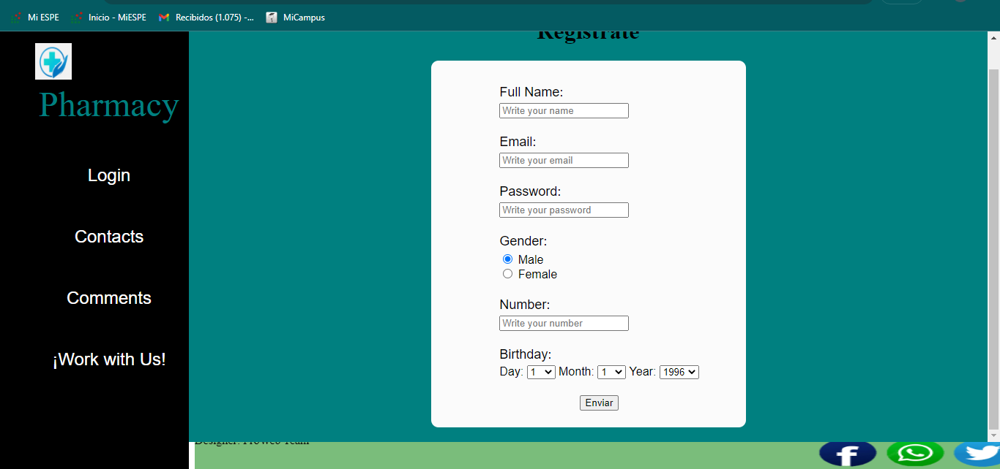 Mi ESPE
Inicio - MiESPE
Recibidos (1.075) -...
MiCampus
Pharmacy
Login
Contacts
Comments
¡Work with Us!
Registrate
Full Name:
Write your name
Email:
Write your email
Password:
Write your password
Gender:
Male
Female
Number:
Write your number
Birthday:
Day: 1 Month: 1 Year: 1996
Enviar
Designer: ProWeb Team